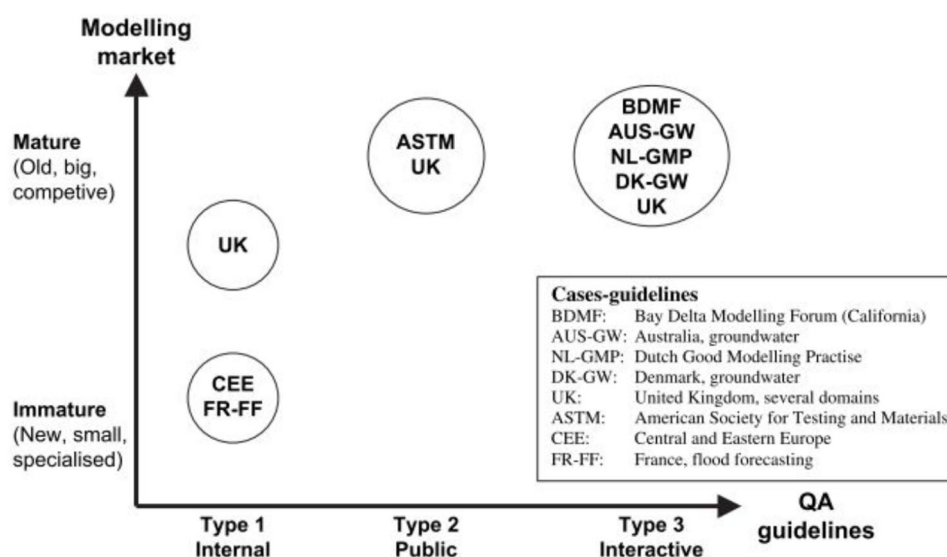 Modelling
market
Mature
(Old, big,
competive)
Immature
(New, small,
specialised)
UK
CEE
FR-FF
ASTM
UK
BDMF
AUS-GW
NL-GMP
DK-GW
UK
Cases-guidelines
BDMF: Bay Delta Modelling Forum (California)
AUS-GW: Australia, groundwater
NL-GMP: Dutch Good Modelling Practise
DK-GW: Denmark, groundwater
UK: United Kingdom, several domains
ASTM: American Society for Testing and Materials
CEE: Central and Eastern Europe
FR-FF: France, flood forecasting
Type 1
Internal
Type 2
Public
Type 3
Interactive
QA
guidelines